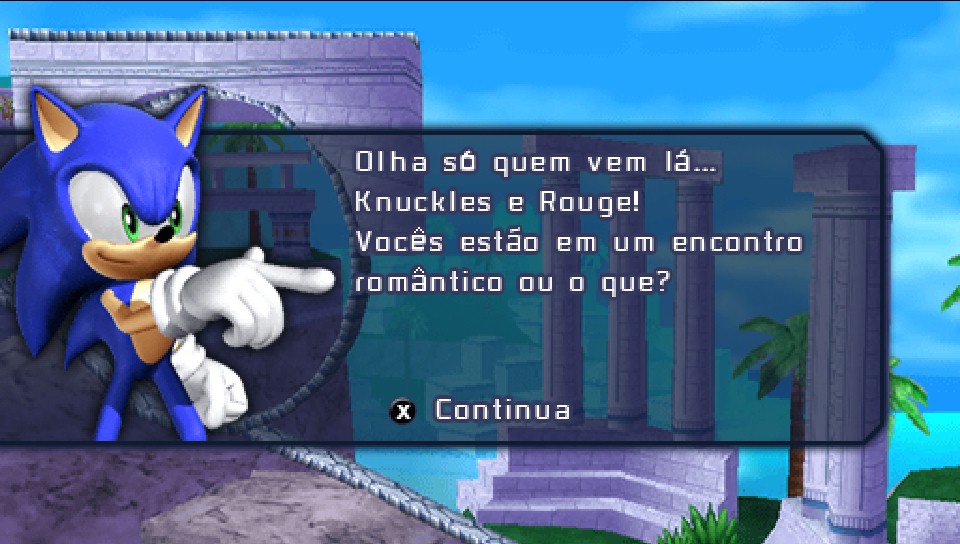 Olha só quem vem lá...
Knuckles e Rouge!
Vocês estão em um encontro
romântico ou o que?
X Continua